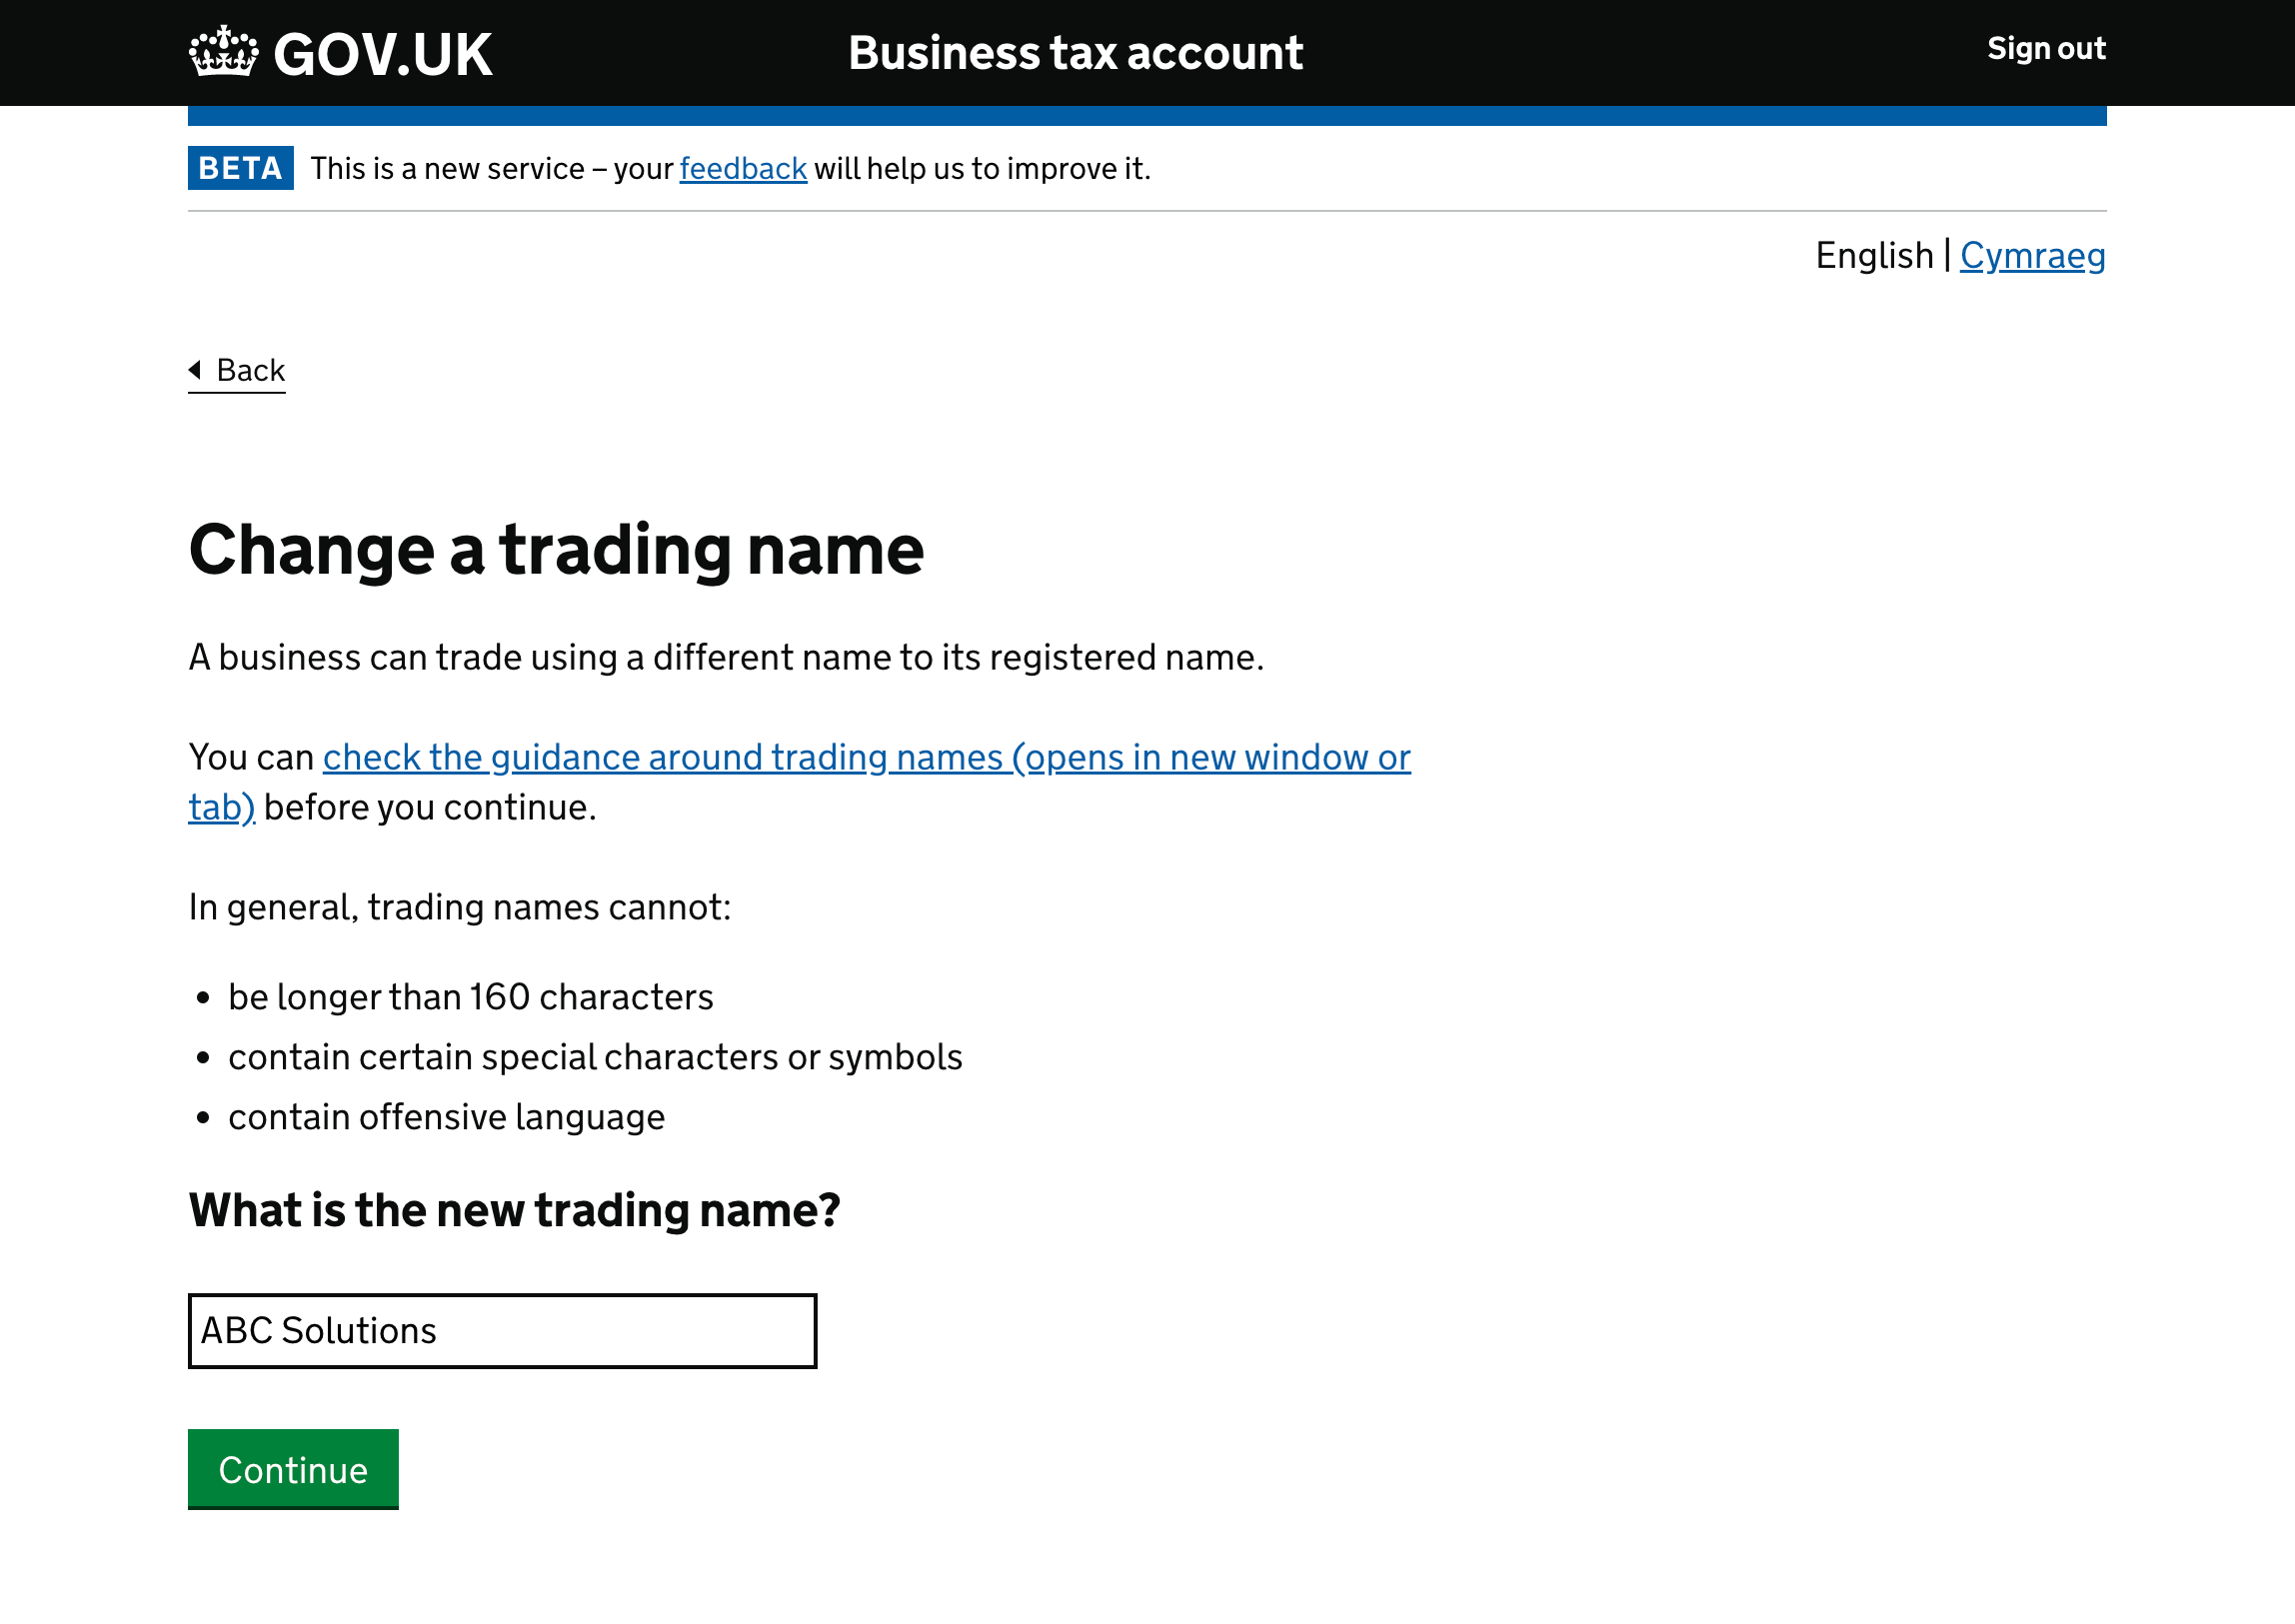 GOV.UK
Business tax account
Sign out
BETA This is a new service – your feedback will help us to improve it.
English | Cymraeg
Back
Change a trading name
A business can trade using a different name to its registered name.
You can check the guidance around trading names (opens in new window or
tab) before you continue.
In general, trading names cannot:
• be longer than 160 characters
• contain certain special characters or symbols
• contain offensive language
What is the new trading name?
ABC Solutions
Continue